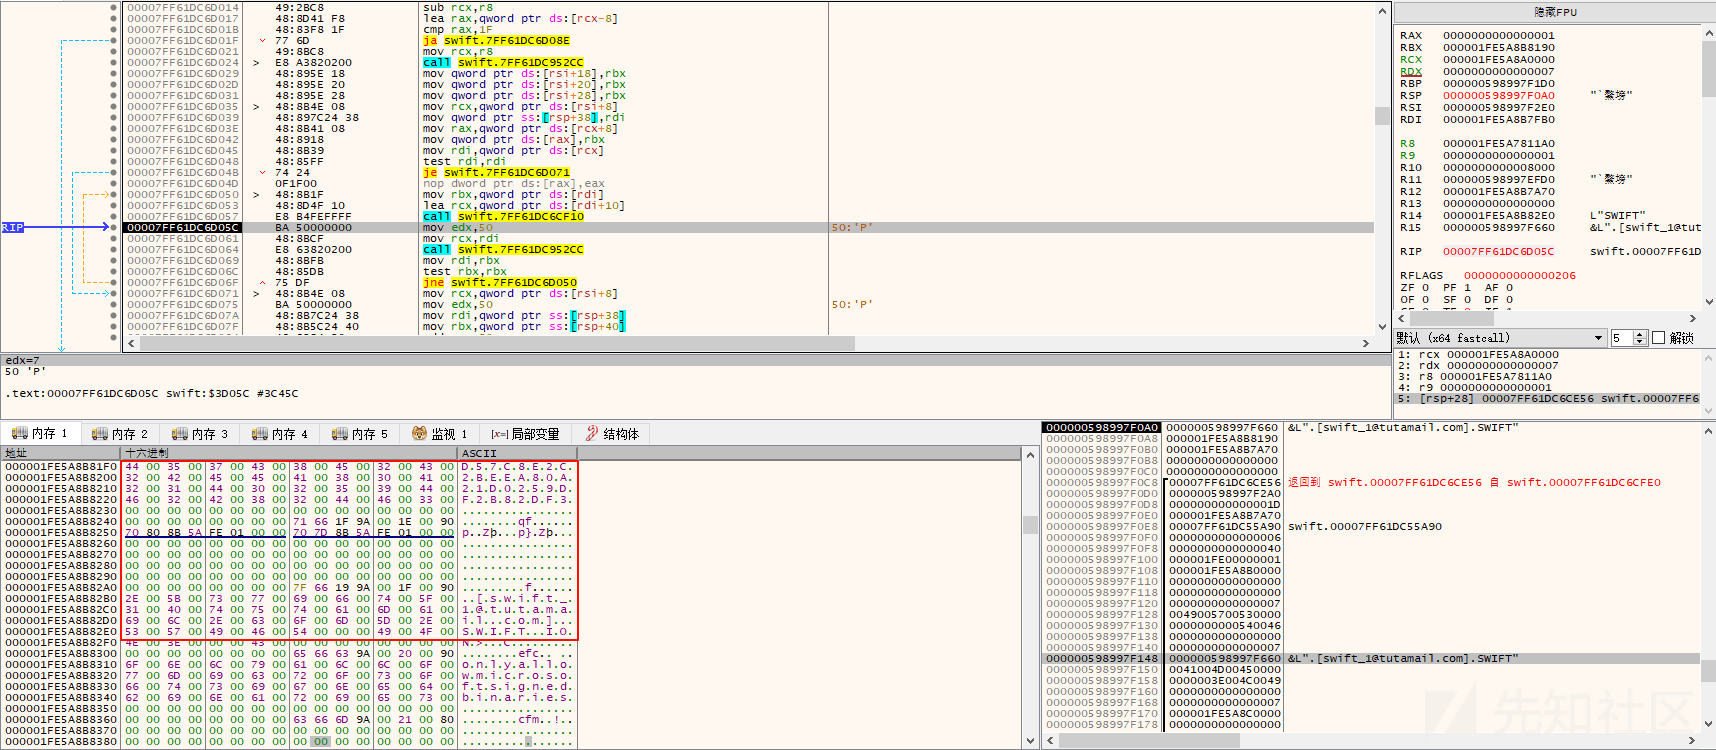 00007FF61DC6D014 49:2BC8 sub rcx,r8
00007FF61DC6D017 48:8D41 F8 lea rax,qword ptr ds:[rcx-8]
00007FF61DC6D01B 48:83F8 1F cmp rax,1F
00007FF61DC6D01F 77 6D ja swift.7FF61DC6D08E
00007FF61DC6D021 49:8BC8 mov rcx,r8
00007FF61DC6D024 E8 A3820200 call swift.7FF61DC952CC
00007FF61DC6D029 48:895E 18 mov qword ptr ds:[rsi+18],rbx
00007FF61DC6D02D 48:895E 20 mov qword ptr ds:[rsi+20],rbx
00007FF61DC6D031 48:895E 28 mov qword ptr ds:[rsi+28],rbx
00007FF61DC6D035 48:8B4E 08 mov rcx,qword ptr ds:[rsi+8]
00007FF61DC6D039 48:897C24 38 mov qword ptr ss:[rsp+38],rdi
00007FF61DC6D03E 48:8B41 08 mov rax,qword ptr ds:[rcx+8]
00007FF61DC6D042 48:8918 mov qword ptr ds:[rax],rbx
00007FF61DC6D045 48:8B39 mov rdi,qword ptr ds:[rcx]
00007FF61DC6D048 48:85FF test rdi,rdi
00007FF61DC6D04B 74 24 je swift.7FF61DC6D071
00007FF61DC6D04D 0F1F00 nop dword ptr ds:[rax],eax
00007FF61DC6D050 48:8B1F mov rbx,qword ptr ds:[rdi]
00007FF61DC6D053 48:8D4F 10 lea rcx,qword ptr ds:[rdi+10]
00007FF61DC6D057 E8 B4FEFFFF call swift.7FF61DC6CF10
RIP 00007FF61DC6D05C BA 50000000 mov edx,50 50:'P'
00007FF61DC6D061 48:8BCF mov rcx,rdi
00007FF61DC6D064 E8 63820200 call swift.7FF61DC952CC
00007FF61DC6D069 48:8BFB mov rdi,rbx
00007FF61DC6D06C 48:85DB test rbx,rbx
00007FF61DC6D06F 75 DF jne swift.7FF61DC6D050
00007FF61DC6D071 48:8B4E 08 mov rcx,qword ptr ds:[rsi+8]
00007FF61DC6D075 BA 50000000 mov edx,50 50:'P'
00007FF61DC6D07A 48:8B7C24 38 mov rdi,qword ptr ss:[rsp+38]
00007FF61DC6D07F 48:8B5C24 40 mov rbx,qword ptr ss:[rsp+40]
隐藏FPU
RAX 0000000000000001
RBX 000001FE5A8B8190
RCX 000001FE5A8A0000
RDX 0000000000000007
RBP 000000598997F1D0
RSP 000000598997F0A0
RSI 000000598997F2E0
RDI 000001FE5A8B7FB0
R8 000001FE5A7811A0
R9 0000000000000001
R10 0000000000008000
R11 000000598997EFD0
R12 000001FE5A8B7A70
R13 0000000000000000
R14 000001FE5A8B82E0 L"SWIFT"
R15 000000598997F660 &L".[swift_1@tut
RIP 00007FF61DC6D05C swift.00007FF61D
RFLAGS 0000000000000206
ZF 0 PF 1 AF 0
OF 0 SF 0 DF 0
默认 (x64 fastcall) 5 解锁
1: rcx 000001FE5A8A0000
2: rdx 0000000000000007
3: r8 000001FE5A7811A0
4: r9 0000000000000001
5: [rsp+28] 00007FF61DC6CE56 swift.00007FF6
edx=7
50 'P'
.text:00007FF61DC6D05C swift:$3D05C #3C45C
内存 1 内存 2 内存 3 内存 4 内存 5 监视 1 [x=] 局部变量 结构体
地址 十六进制 ASCII
000001FE5A8B81F0 44 00 35 00 37 00 43 00 38 00 45 00 32 00 43 00 D.5.7.C.8.E.2.C.
000001FE5A8B8200 32 00 42 00 45 00 45 00 41 00 38 00 30 00 41 00 2.B.E.E.A.8.0.A.
000001FE5A8B8210 32 00 31 00 44 00 30 00 32 00 35 00 39 00 44 00 2.1.D.0.2.5.9.D.
000001FE5A8B8220 46 00 32 00 42 00 38 00 32 00 44 00 46 00 33 00 F.2.B.8.2.D.F.3.
000001FE5A8B8230 00 00 00 00 00 00 00 00 00 00 00 00 00 00 00 00 ................
000001FE5A8B8240 00 00 00 00 00 00 00 00 71 66 1F 9A 00 1E 00 90 ........qf......
000001FE5A8B8250 70 80 8B 5A FE 01 00 00 70 7D 8B 5A FE 01 00 00 p..Zþ...p}.Zþ...
000001FE5A8B8260 00 00 00 00 00 00 00 00 00 00 00 00 00 00 00 00 ................
000001FE5A8B8270 00 00 00 00 00 00 00 00 00 00 00 00 00 00 00 00 ................
000001FE5A8B8280 00 00 00 00 00 00 00 00 00 00 00 00 00 00 00 00 ................
000001FE5A8B8290 00 00 00 00 00 00 00 00 00 00 00 00 00 00 00 00 ................
000001FE5A8B82A0 00 00 00 00 00 00 00 00 7F 66 19 9A 00 1F 00 90 .........f......
000001FE5A8B82B0 2E 00 5B 00 73 00 77 00 69 00 66 00 74 00 5F 00 ..[.s.w.i.f.t._.
000001FE5A8B82C0 31 00 40 00 74 00 75 00 74 00 61 00 6D 00 61 00 1.@.t.u.t.a.m.a.
000001FE5A8B82D0 69 00 6C 00 2E 00 63 00 6F 00 6D 00 5D 00 2E 00 i.l...c.o.m.]...
000001FE5A8B82E0 53 00 57 00 49 00 46 00 54 00 00 00 49 00 4F 00 S.W.I.F.T...I.O.
000001FE5A8B82F0 4E 00 3E 00 00 00 43 00 00 00 00 00 00 00 00 00 N.>...C.........
000001FE5A8B8300 00 00 00 00 00 00 00 00 65 66 63 9A 00 20 00 90 ........efc.. ..
000001FE5A8B8310 6F 00 6E 00 6C 00 79 00 61 00 6C 00 6C 00 6F 00 o.n.l.y.a.l.l.o.
000001FE5A8B8320 77 00 6D 00 69 00 63 00 72 00 6F 00 73 00 6F 00 w.m.i.c.r.o.s.o.
000001FE5A8B8330 66 00 74 00 73 00 69 00 67 00 6E 00 65 00 64 00 f.t.s.i.g.n.e.d.
000001FE5A8B8340 62 00 69 00 6E 00 61 00 72 00 69 00 65 00 73 00 b.i.n.a.r.i.e.s.
000001FE5A8B8350 00 00 00 00 00 00 00 00 00 00 00 00 00 00 00 00 ................
000001FE5A8B8360 00 00 00 00 00 00 00 00 63 66 6D 9A 00 21 00 80 ........cfm..!..
000001FE5A8B8370 00 00 00 00 00 00 00 00 00 00 00 00 00 00 00 00 ................
000001FE5A8B8380 00 00 00 00 00 00 00 00 00 00 00 00 00 00 00 00 ................
000000598997F0A0 000000598997F660 &L".[swift_1@tutamail.com].SWIFT"
000000598997F0A8 000001FE5A8B8190
000000598997F0B0 000001FE5A8B7A70
000000598997F0B8 0000000000000000
000000598997F0C0 0000000000000000
000000598997F0C8 00007FF61DC6CE56 返回到 swift.00007FF61DC6CE56 自 swift.00007FF61DC6CFE0
000000598997F0D0 000000598997F2A0
000000598997F0D8 000000000000001D
000000598997F0E0 000001FE5A8B7A70
000000598997F0E8 00007FF61DC55A90 swift.00007FF61DC55A90
000000598997F0F0 0000000000000006
000000598997F0F8 0000000000000040
000000598997F100 000001FE00000001
000000598997F108 000001FE5A8B0000
000000598997F110 0000000000000000
000000598997F118 0000000000000000
000000598997F120 0000000000000007
000000598997F128 0049005700530000
000000598997F130 0000000000540046
000000598997F138 0000000000000000
000000598997F140 0000000000000007
000000598997F148 000000598997F660 &L".[swift_1@tutamail.com].SWIFT"
000000598997F150 0041004D00450000
000000598997F158 0000003E004C0049
000000598997F160 0000000000000000
000000598997F168 0000000000000007
000000598997F170 000001FE5A8C0000
000000598997F178 0000000000000000
先知社区